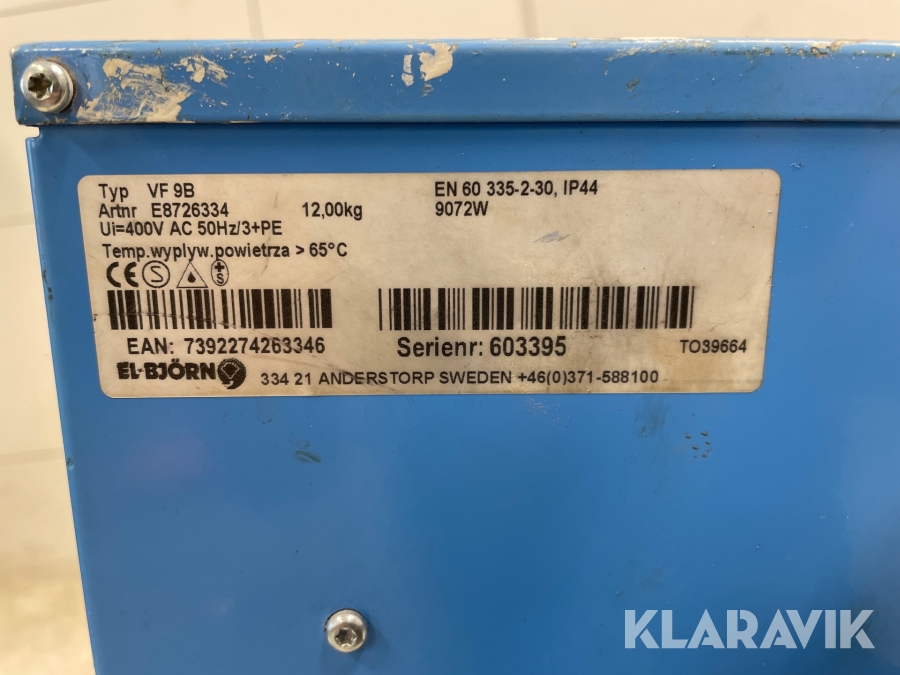 Typ VF 9B
EN 60 335-2-30, IP44
Artnr E8726334 12,00kg 9072W
Ui=400V AC 50Hz/3+PE
Temp.wyplyw.powietrza > 65°C
CE S S
EAN: 7392274263346 Serienr: 603395 TO39664
EL-BJÖRN 334 21 ANDERSTORP SWEDEN +46(0)371-588100
KLARAVIK